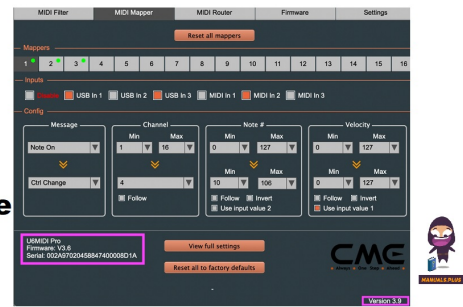 MIDI Filter MIDI Mapper MIDI Router Firmware Settings
Reset all mappers
Mappers
1 2 3 4 5 6 7 8 9 10 11 12 13 14 15 16
Inputs
USB In 1 USB In 2 USB In 3 MIDI In 1 MIDI In 2 MIDI In 3
Config
Message Channel Note # Velocity
Min Max Min Max Min Max
Note On 1 16 0 127 0 127
Min Max Min Max
Ctrl Change 4 10 106 0 127
Follow Follow Invert Follow Invert
Use input value 2 Use input value 1
e
U6MIDI Pro
Firmware: V3.6
Serial: 002A97020458847400008D1A
View full settings
Reset all to factory defaults
CME
Version 3.9
MANUALS.PLUS